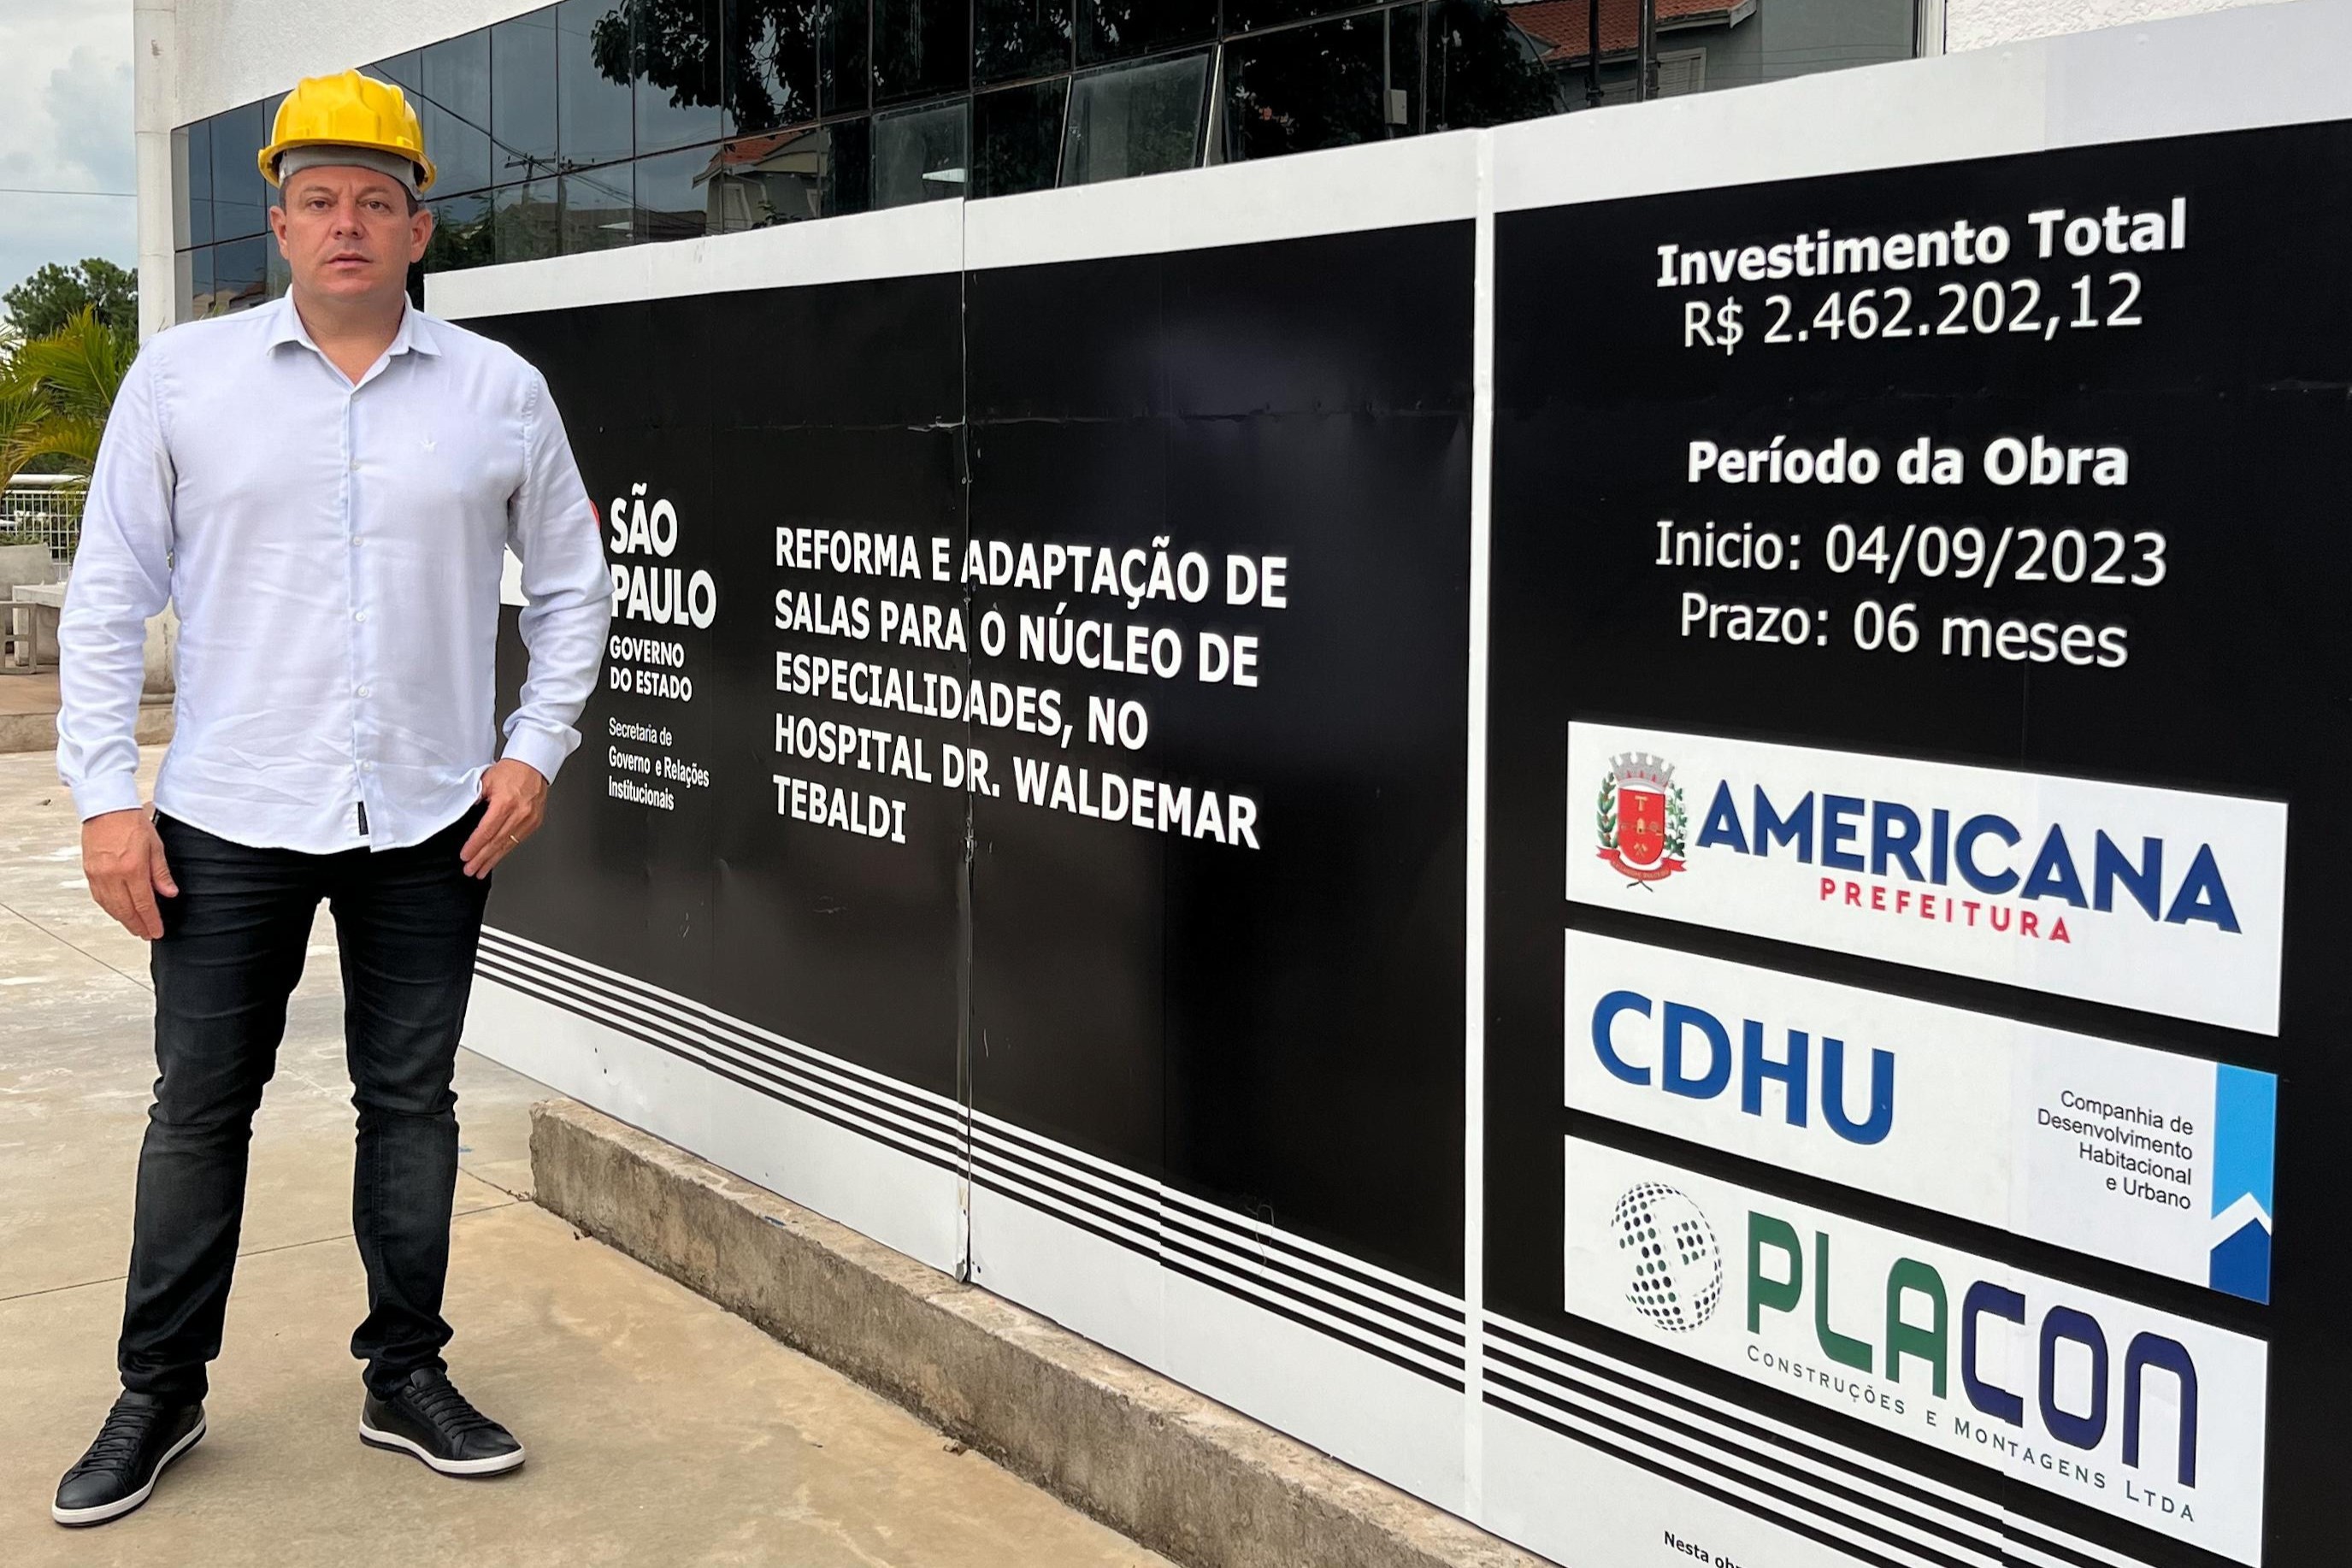 SÃO
PAULO
GOVERNO
DO ESTADO
Secretaria de
Governo e Relações
Institucionais
REFORMA E ADAPTAÇÃO DE
SALAS PARA O NÚCLEO DE
ESPECIALIDADES, NO
HOSPITAL DR. WALDEMAR
TEBALDI
Investimento Total
R$ 2.462.202,12
Período da Obra
Inicio: 04/09/2023
Prazo: 06 meses
AMERICANA
PREFEITURA
CDHU
Companhia de
Desenvolvimento
Habitacional
e Urbano
PLACON
CONSTRUÇÕES E MONTAGENS LTDA
Nesta